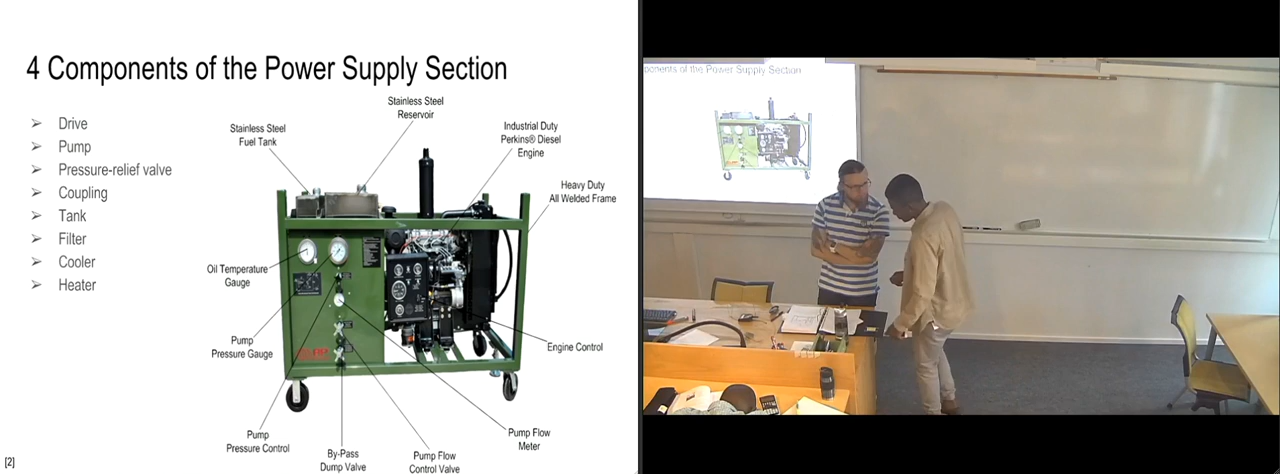 4 Components of the Power Supply Section
➢ Drive
➢ Pump
➢ Pressure-relief valve
➢ Coupling
➢ Tank
➢ Filter
➢ Cooler
➢ Heater
Stainless Steel
Reservoir
Stainless Steel
Fuel Tank
Industrial Duty
Perkins® Diesel
Engine
Heavy Duty
All Welded Frame
Oil Temperature
Gauge
Pump
Pressure Gauge
Engine Control
Pump
Pressure Control
By-Pass
Dump Valve
Pump Flow
Control Valve
Pump Flow
Meter
[2]
ponents of the Power Supply Section